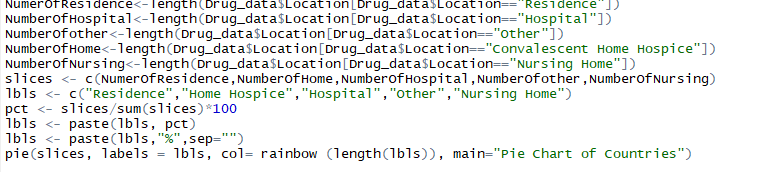 NumerOfResidence<-length(Drug_data$Location[Drug_data$Location=="Residence"])
NumberOfHospital<-length(Drug_data$Location[Drug_data$Location=="Hospital"])
NumberOfother<-length(Drug_data$Location[Drug_data$Location=="Other"])
NumberOfHome<-length(Drug_data$Location[Drug_data$Location=="Convalescent Home Hospice"])
NumberOfNursing<-length(Drug_data$Location[Drug_data$Location=="Nursing Home"])
slices <- c(NumerOfResidence,NumberOfHome,NumberOfHospital,NumberOfother,NumberOfNursing)
lbls <- c("Residence","Home Hospice","Hospital","Other","Nursing Home")
pct <- slices/sum(slices)*100
lbls <- paste(lbls, pct)
lbls <- paste(lbls,"%",sep="")
pie(slices, labels = lbls, col= rainbow (length(lbls)), main="Pie Chart of Countries")